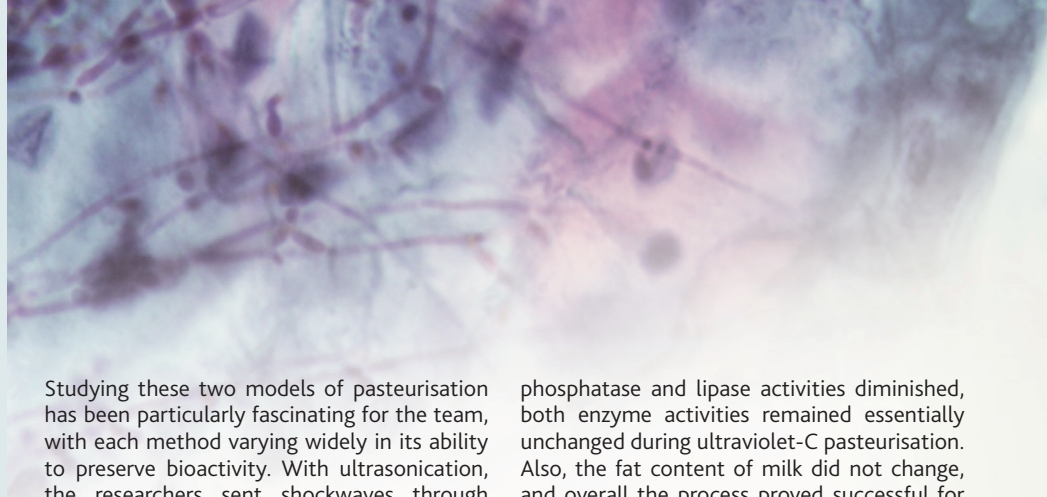 Studying these two models of pasteurisation
has been particularly fascinating for the team,
with each method varying widely in its ability
to preserve bioactivity. With ultrasonication,
the researchers sent shockwaves through
phosphatase and lipase activities diminished,
both enzyme activities remained essentially
unchanged during ultraviolet-C pasteurisation.
Also, the fat content of milk did not change,
and overall the process proved successful for